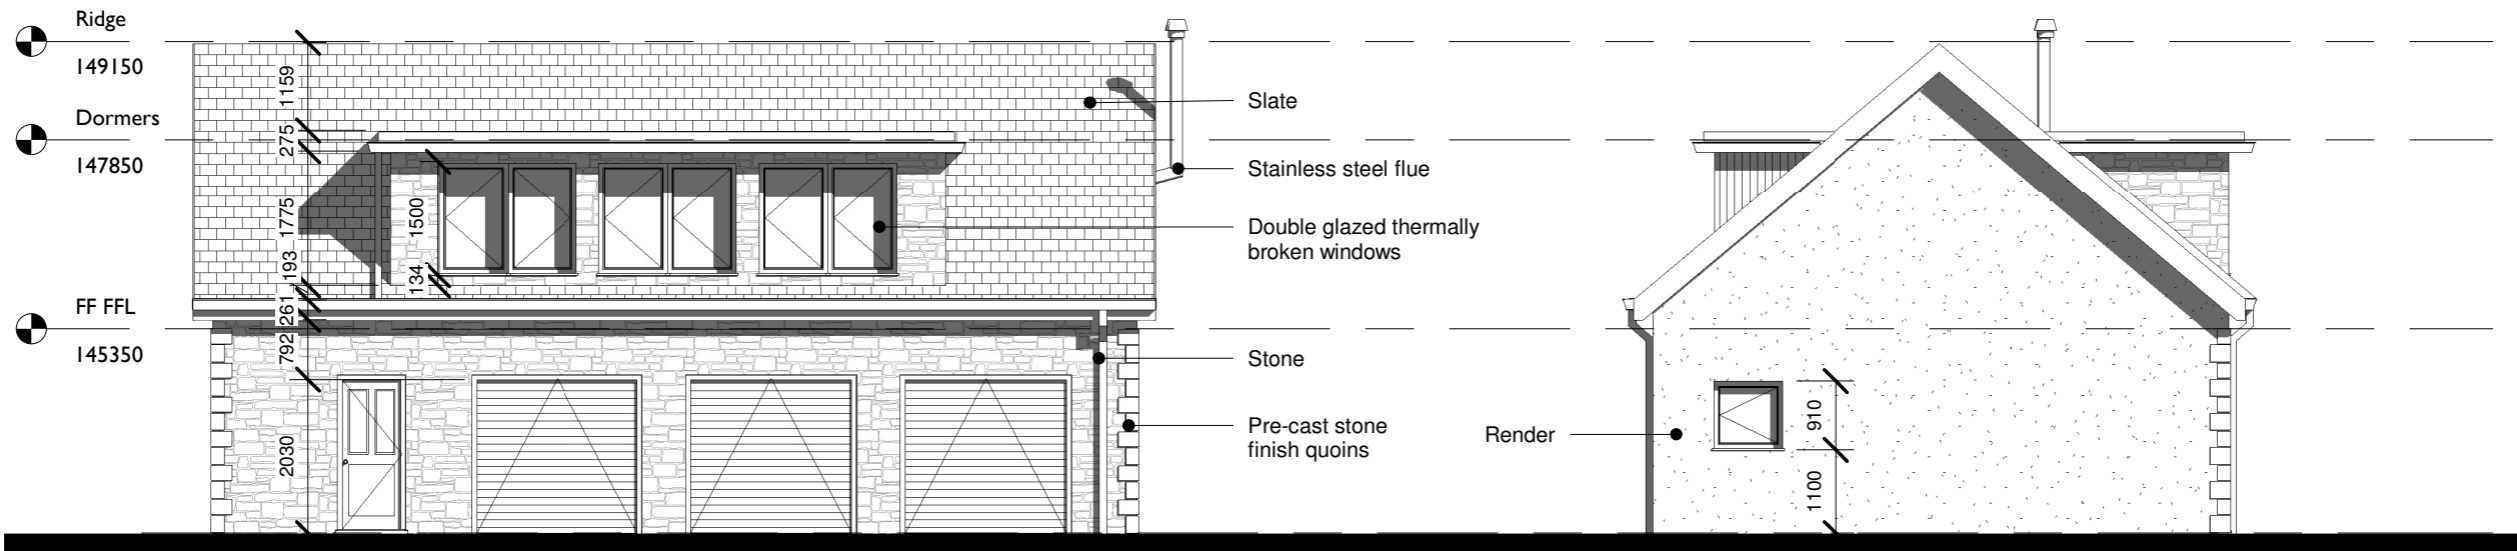 Ridge
149150
Dormers
147850
FF FFL
145350
1159
275
1775
193
261
792
2030
1500
134
Slate
Stainless steel flue
Double glazed thermally
broken windows
Stone
Pre-cast stone
finish quoins
Render
910
1100